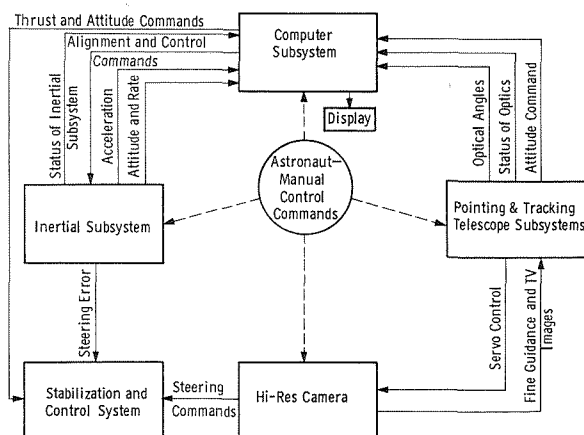 Thrust and Attitude Commands
Alignment and Control
Commands
Status of Inertial
Subsystem
Acceleration
Attitude and Rate
Computer
Subsystem
Display
Optical Angles
Status of Optics
Attitude Command
Astronaut—
Manual
Control
Commands
Inertial Subsystem
Pointing & Tracking
Telescope Subsystems
Steering Error
Servo Control
Fine Guidance and TV
Images
Stabilization and
Control System
Steering
Commands
Hi-Res Camera